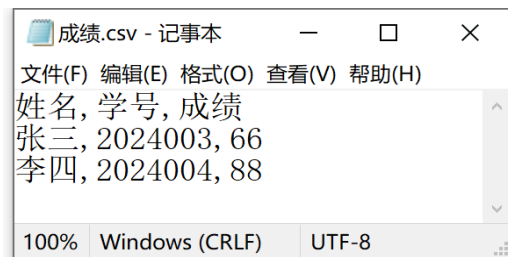 成绩.csv - 记事本
文件(F) 编辑(E) 格式(O) 查看(V) 帮助(H)
姓名,学号,成绩
张三,2024003,66
李四,2024004,88
100% Windows (CRLF) UTF-8